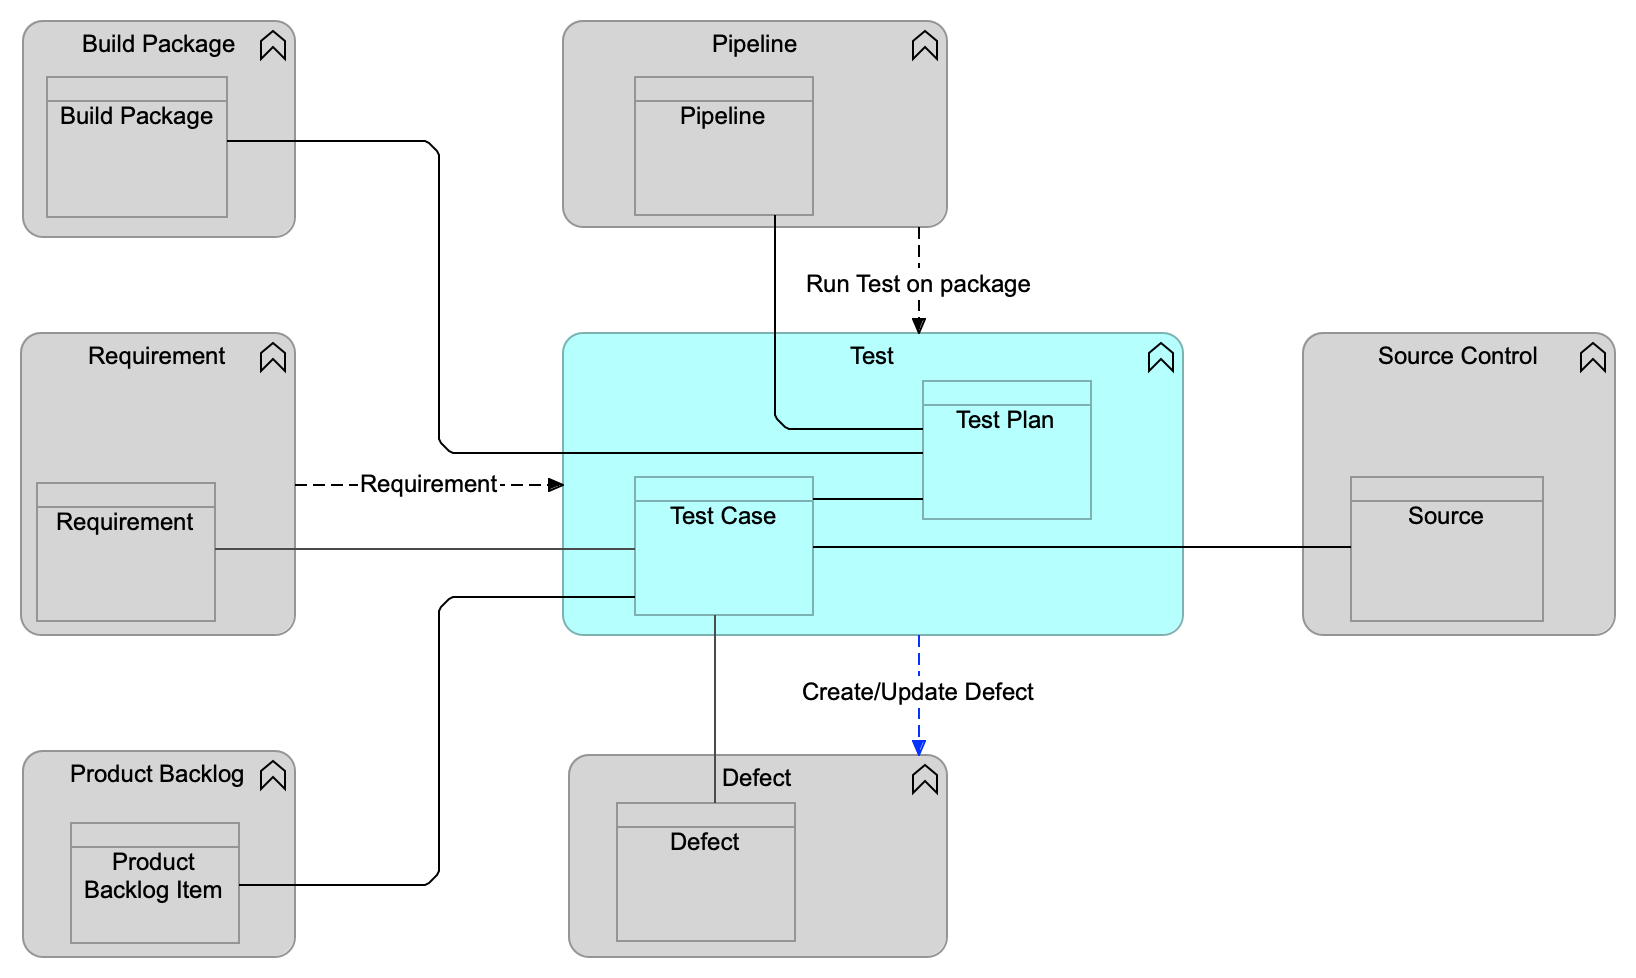 Build Package
Build Package
Pipeline
Pipeline
Run Test on package
Requirement
Requirement
Requirement
Test
Test Plan
Test Case
Source Control
Source
Create/Update Defect
Product Backlog
Product
Backlog Item
Defect
Defect